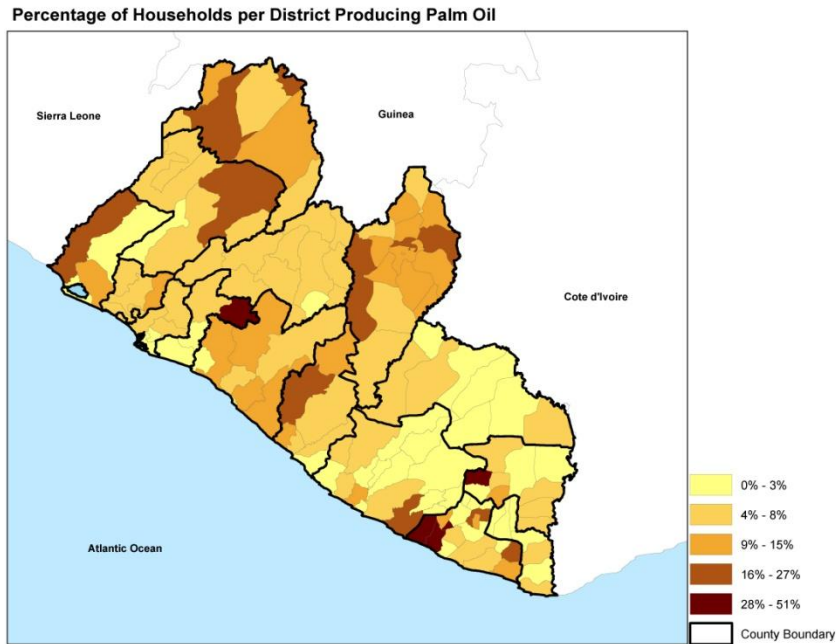 Percentage of Households per District Producing Palm Oil
Sierra Leone
Guinea
Cote d'Ivoire
Atlantic Ocean
0% - 3%
4% - 8%
9% - 15%
16% - 27%
28% - 51%
County Boundary